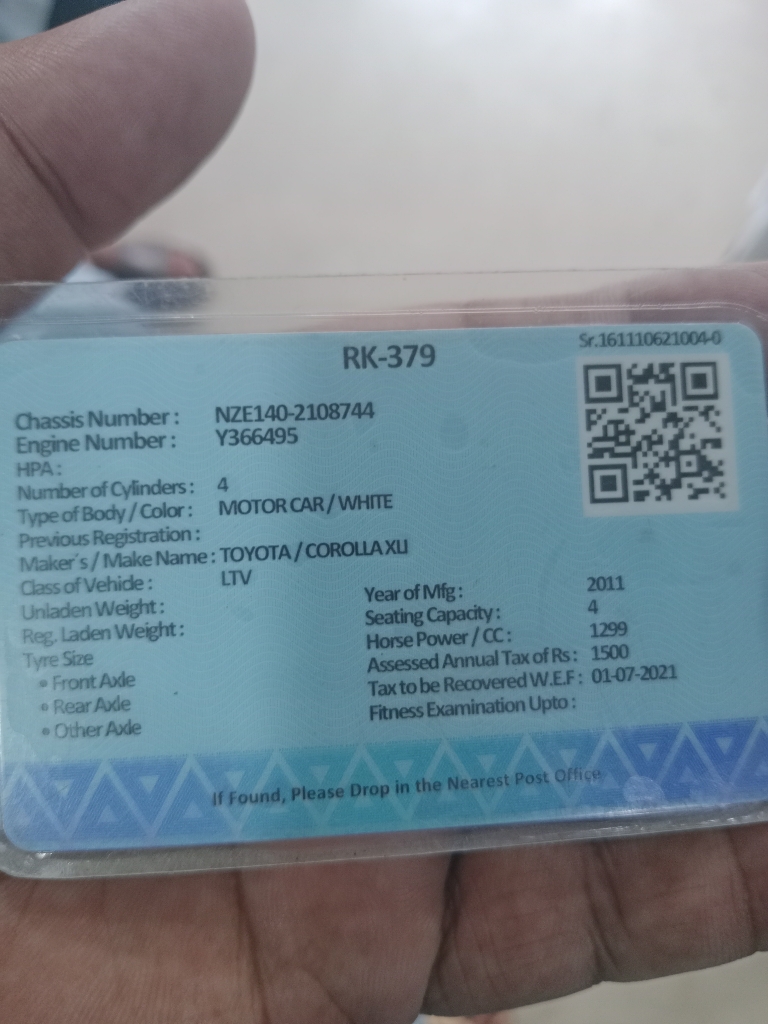 RK-379
Sr.161110621004-0
Chassis Number : NZE140-2108744
Engine Number : Y366495
HPA :
Number of Cylinders : 4
Type of Body / Color : MOTOR CAR / WHITE
Previous Registration :
Maker's / Make Name : TOYOTA / COROLLA XLI
Class of Vehicle : LTV
Unladen Weight :
Reg. Laden Weight :
Tyre Size
• Front Axle
• Rear Axle
• Other Axle
Year of Mfg : 2011
Seating Capacity : 4
Horse Power / CC : 1299
Assessed Annual Tax of Rs : 1500
Tax to be Recovered W.E.F : 01-07-2021
Fitness Examination Upto :
If Found, Please Drop in the Nearest Post Office